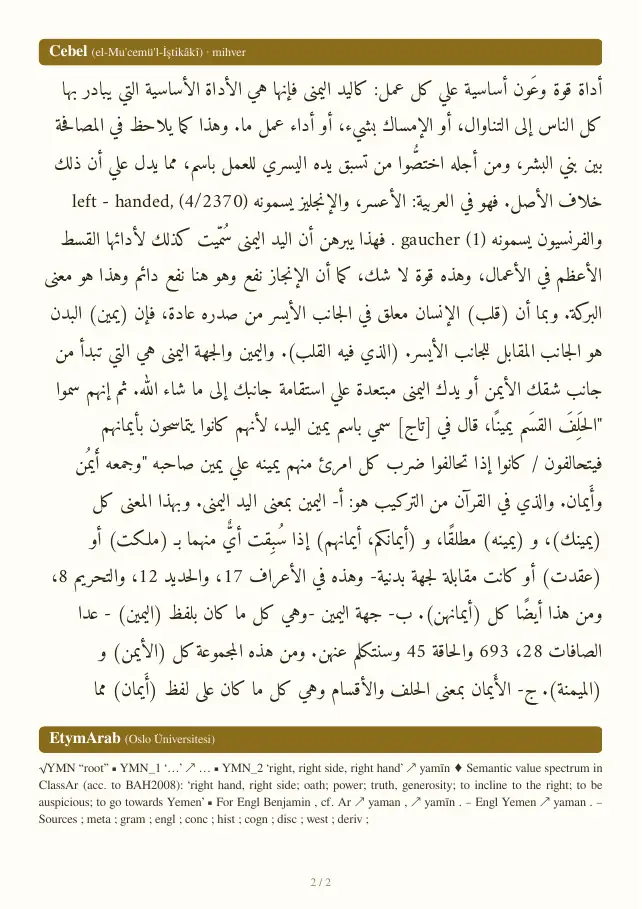 Cebel (el-Mu'cemü'l-İştikâkî) · mihver
أداة قوة وعَون أساسية علي كل عمل: كاليد اليمنى فإنها هي الأداة الأساسية التي يبادر بها
كل الناس إلى التناوال، أو الإمساك بشيء، أو أداء عمل ما. وهذا كما يلاحظ في المصافحة
بين بني البشر، ومن أجله اختصُّوا من تسبق يده اليسري للعمل باسم، مما يدل علي أن ذلك
خلاف الأصل. فهو في العربية: الأعسر، والإنجليز يسمونه left - handed, (4/2370)
والفرنسيون يسمونه gaucher (1) . فهذا يبرهن أن اليد اليمنى سُمّيت كذلك لأدائها القسط
الأعظم في الأعمال، وهذه قوة لا شك، كما أن الإنجاز نفع وهو هنا نفع دائم وهذا هو معنى
البركة. وبما أن (قلب) الإنسان معلق في الجانب الأيسر من صدره عادة، فإن (يمين) البدن
هو الجانب المقابل للجانب الأيسر. (الذي فيه القلب). واليمين والجهة اليمنى هي التي تبدأ من
جانب شقك الأيمن أو يدك اليمنى مبتعدة علي استقامة جانبك إلى ما شاء الله. ثم إنهم سموا
"الحَلِفَ القسَم يمينًا، قال في [تاج] سمي باسم يمين اليد، لأنهم كانوا يتماسحون بأيمانهم
فيتحالفون / كانوا إذا تحالفوا ضرب كل امرئ منهم يمينه علي يمين صاحبه "وجمعه أَيمُن
وأَيمان. والذي في القرآن من التركيب هو: أ- اليمين بمعنى اليد اليمنى. وبهذا المعنى كل
(يمينك)، و (يمينه) مطلقًا، و (أيمانكم، أيمانهم) إذا سُبِقت أيٌّ منهما بـ (ملكت) أو
(عقدت) أو كانت مقابلة لجهة بدنية- وهذه في الأعراف 17، والحديد 12، والتحريم 8،
ومن هذا أيضًا كل (أيمانهن). ب- جهة اليمين -وهي كل ما كان بلفظ (اليمين) - عدا
الصافات 28، 693 والحاقة 45 وسنتكلم عنهن. ومن هذه المجموعة كل (الأيمن) و
(الميمنة). ج- الأَيمان بمعنى الحلف والأقسام وهي كل ما كان على لفظ (أَيمان) مما
EtymArab (Oslo Üniversitesi)
√YMN “root” ▪ YMN_1 ‘…’ ↗ … ▪ YMN_2 ‘right, right side, right hand’ ↗ yamīn ♦ Semantic value spectrum in
ClassAr (acc. to BAH2008): ‘right hand, right side; oath; power; truth, generosity; to incline to the right; to be
auspicious; to go towards Yemen’ ▪ For Engl Benjamin , cf. Ar ↗ yaman , ↗ yamīn . – Engl Yemen ↗ yaman . –
Sources ; meta ; gram ; engl ; conc ; hist ; cogn ; disc ; west ; deriv ;
2 / 2